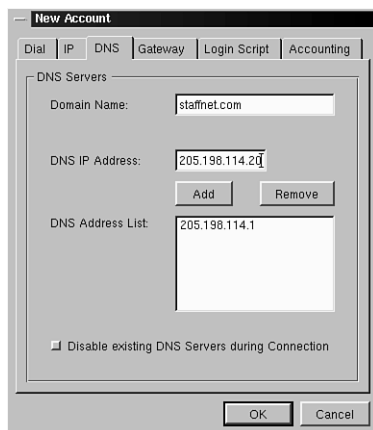 New Account
Dial IP DNS Gateway Login Script Accounting
DNS Servers
Domain Name: staffnet.com
DNS IP Address: 205.198.114.20
Add Remove
DNS Address List: 205.198.114.1
Disable existing DNS Servers during Connection
OK Cancel